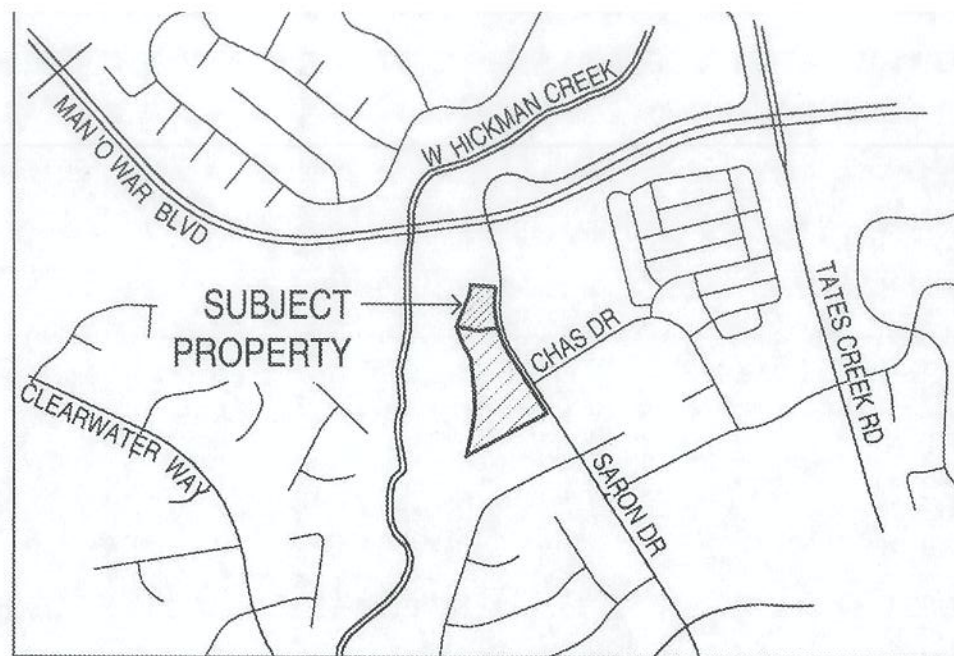 W HICKMAN CREEK
MAN 'O WAR BLVD
SUBJECT
PROPERTY
CHAS DR
TATES CREEK RD
CLEARWATER WAY
SARON DR